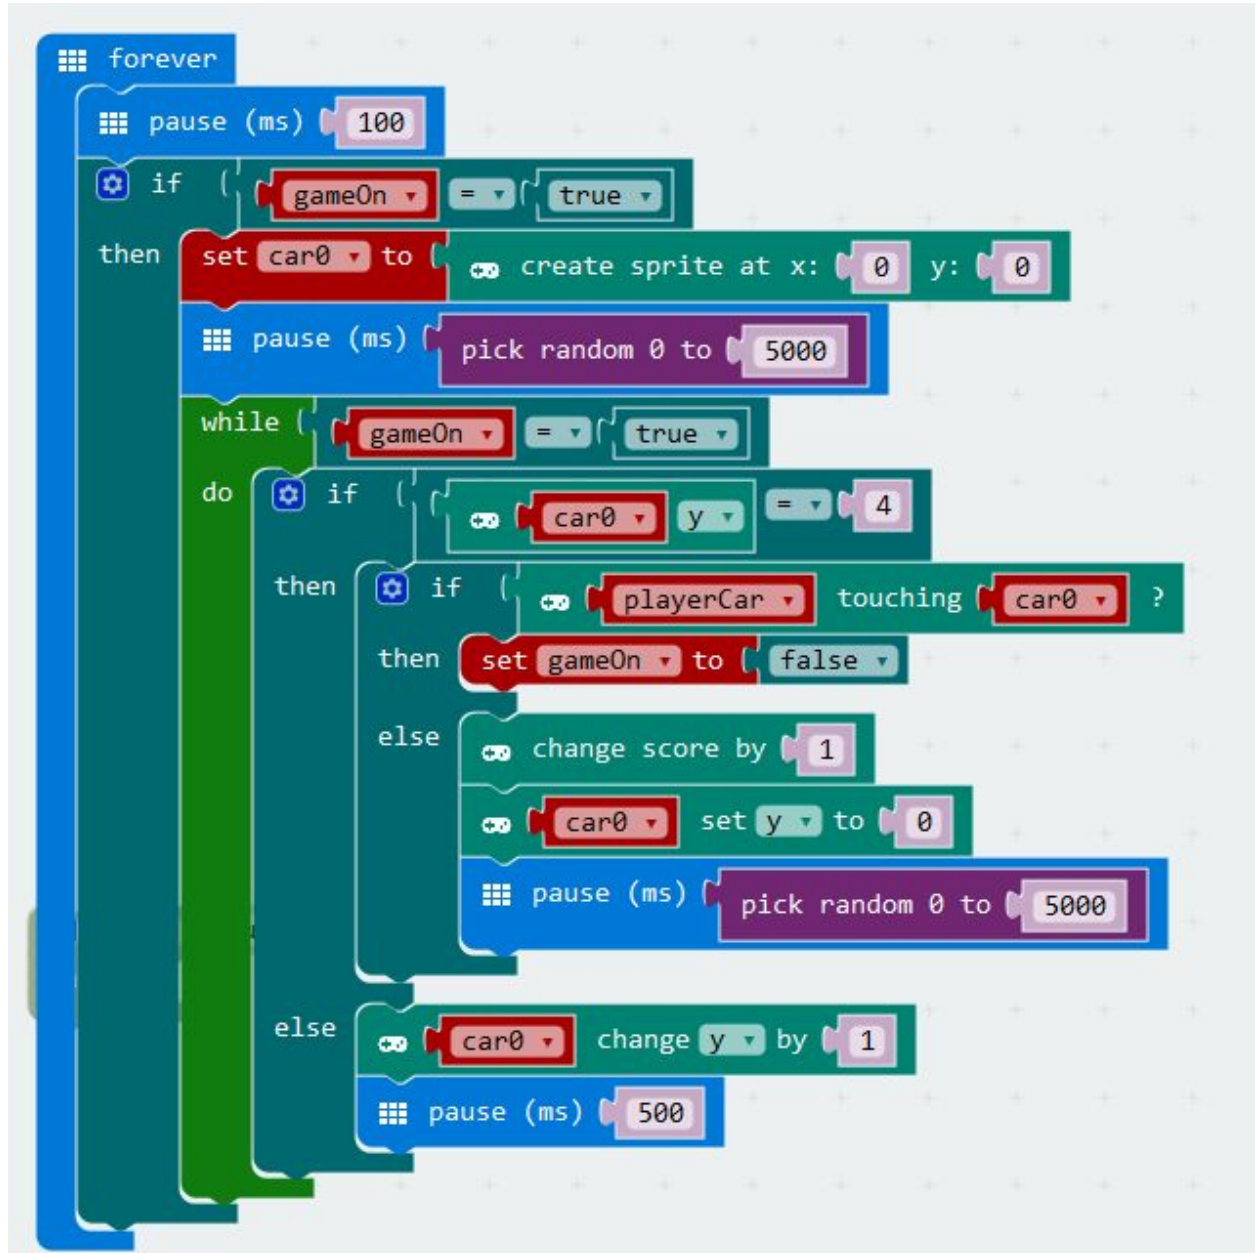 forever
pause (ms) 100
if gameOn = true
then set car0 to create sprite at x: 0 y: 0
pause (ms) pick random 0 to 5000
while gameOn = true
do if car0 y = 4
then if playerCar touching car0 ?
then set gameOn to false
else change score by 1
car0 set y to 0
pause (ms) pick random 0 to 5000
else car0 change y by 1
pause (ms) 500